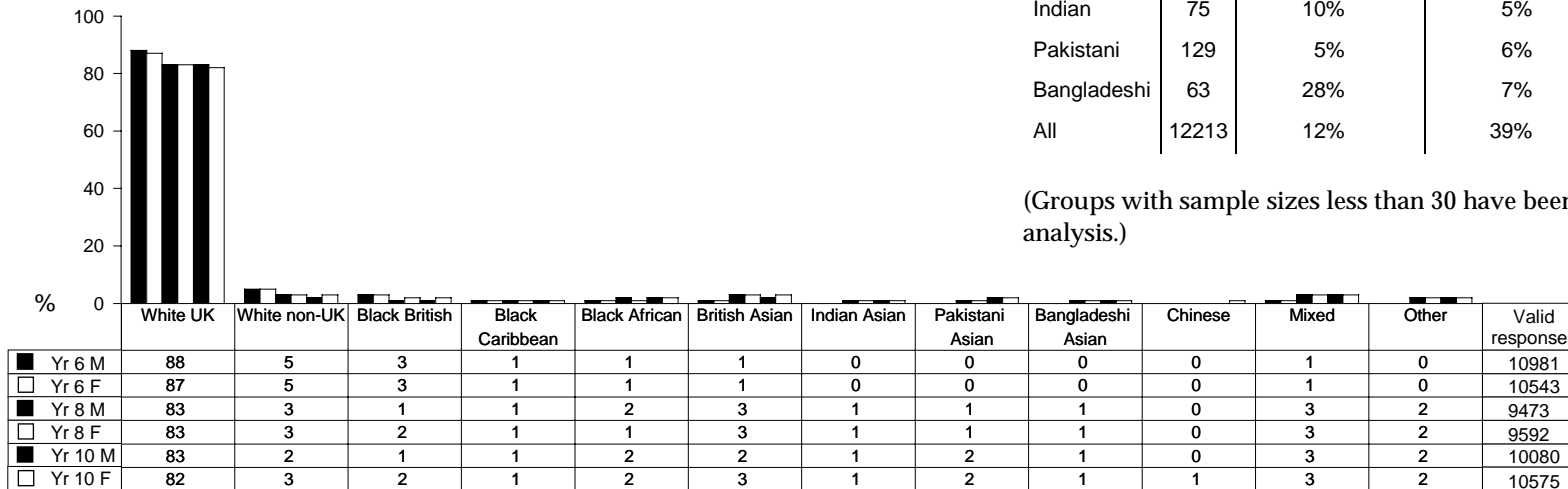 100
80
60
40
20
% 0
White UK White non-UK Black British Black Caribbean Black African British Asian Indian Asian Pakistani Asian Bangladeshi Asian Chinese Mixed Other Valid response
Yr 6 M 88 5 3 1 1 1 0 0 0 0 1 0 10981
Yr 6 F 87 5 3 1 1 1 0 0 0 0 1 0 10543
Yr 8 M 83 3 1 1 2 3 1 1 1 0 3 2 9473
Yr 8 F 83 3 2 1 1 3 1 1 1 0 3 2 9592
Yr 10 M 83 2 1 1 2 2 1 2 1 0 3 2 10080
Yr 10 F 82 3 2 1 2 3 1 2 1 1 3 2 10575
Indian 75 10% 5%
Pakistani 129 5% 6%
Bangladeshi 63 28% 7%
All 12213 12% 39%
(Groups with sample sizes less than 30 have been
analysis.)